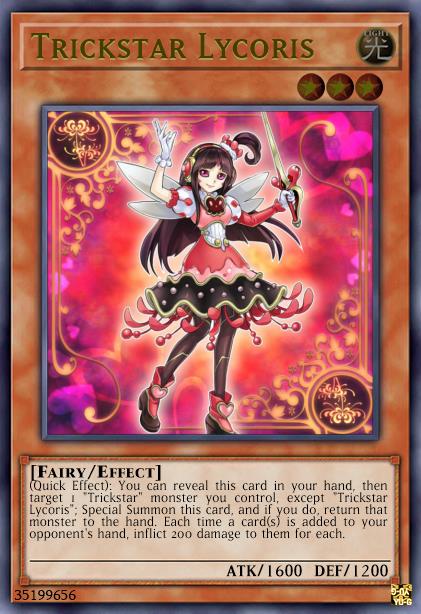 TRICKSTAR LYCORIS
LIGHT
光
[FAIRY/EFFECT]
(Quick Effect): You can reveal this card in your hand, then
target 1 "Trickstar" monster you control, except "Trickstar
Lycoris"; Special Summon this card, and if you do, return that
monster to the hand. Each time a card(s) is added to your
opponent's hand, inflict 200 damage to them for each.
ATK/1600 DEF/1200
35199656